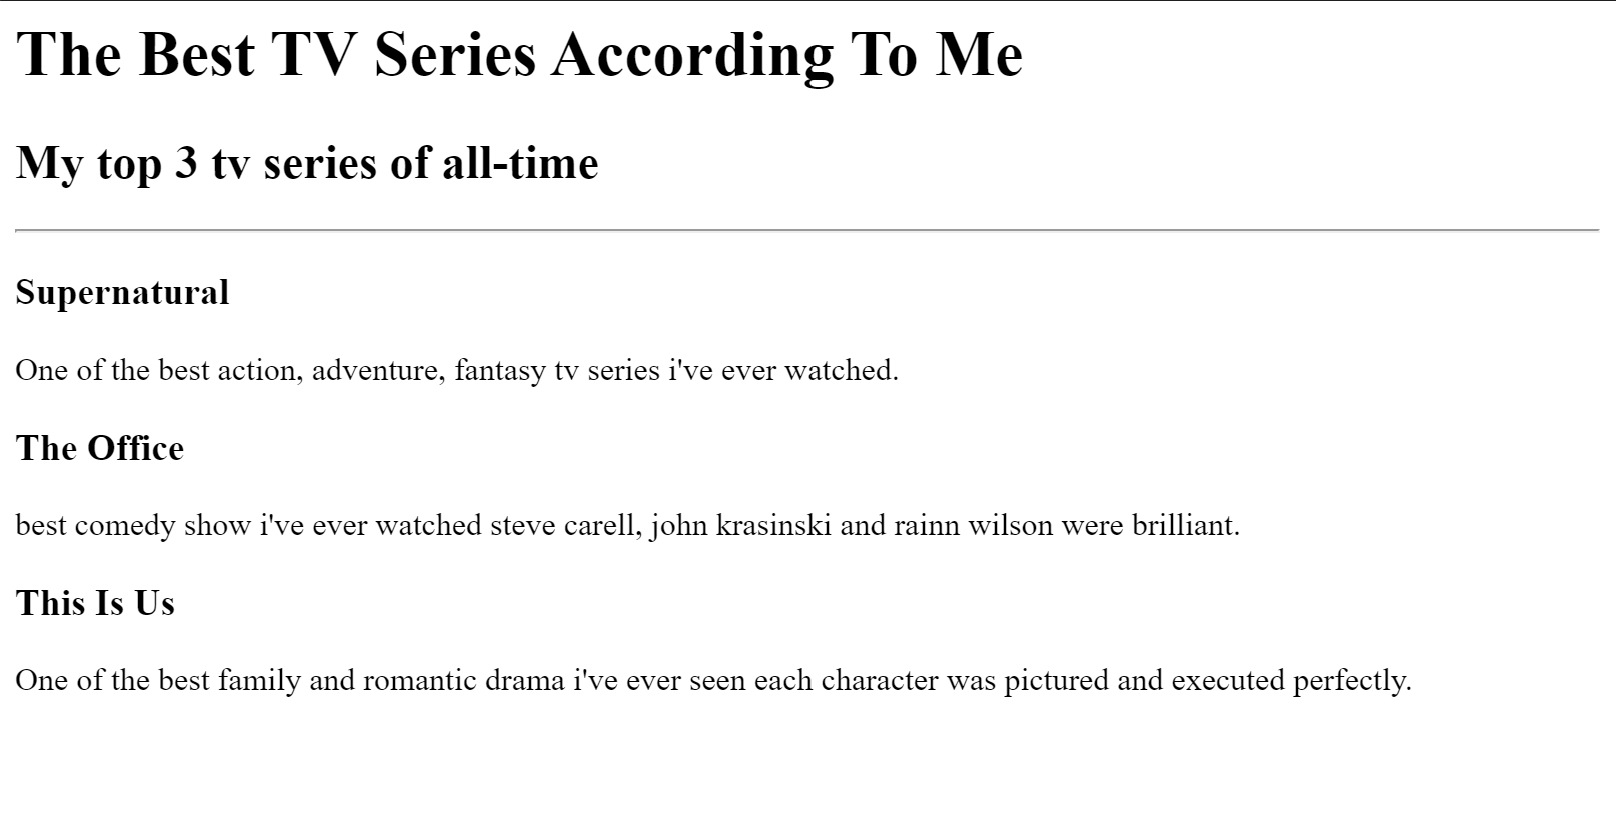 The Best TV Series According To Me
My top 3 tv series of all-time
Supernatural
One of the best action, adventure, fantasy tv series i've ever watched.
The Office
best comedy show i've ever watched steve carell, john krasinski and rainn wilson were brilliant.
This Is Us
One of the best family and romantic drama i've ever seen each character was pictured and executed perfectly.